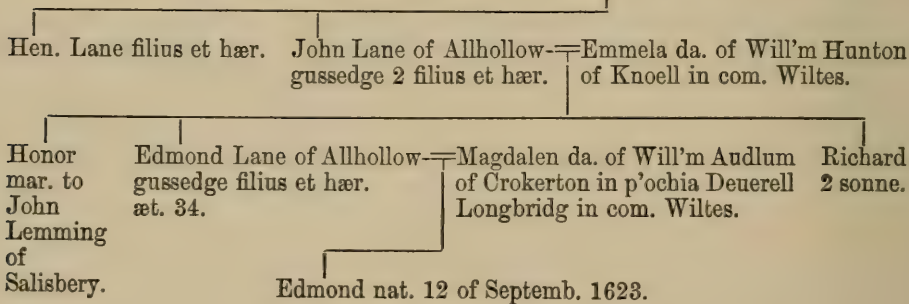 Hen. Lane filius et hær.
John Lane of Allhollow-
gussedge 2 filius et hær.
Emmela da. of Will'm Hunton
of Knoell in com. Wiltes.
Honor
mar. to
John
Lemming
of
Salisbery.
Edmond Lane of Allhollow-
gussedge filius et hær.
æt. 34.
Magdalen da. of Will'm Audlum
of Crokerton in p'ochia Deuerell
Longbridg in com. Wiltes.
Richard
2 sonne.
Edmond nat. 12 of Septemb. 1623.